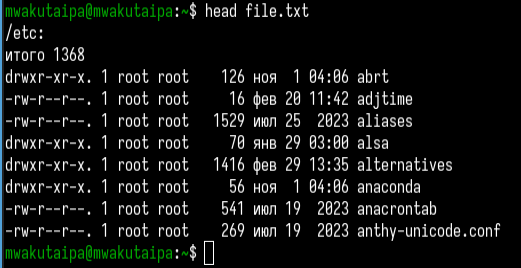 mwakutaipa@mwakutaipa:~$ head file.txt
/etc:
итого 1368
drwxr-xr-x. 1 root root    126 ноя  1 04:06 abrt
-rw-r--r--. 1 root root     16 фев 20 11:42 adjtime
-rw-r--r--. 1 root root   1529 июл 25  2023 aliases
drwxr-xr-x. 1 root root     70 янв 29 03:00 alsa
drwxr-xr-x. 1 root root   1416 фев 29 13:35 alternatives
drwxr-xr-x. 1 root root     56 ноя  1 04:06 anaconda
-rw-r--r--. 1 root root    541 июл 19  2023 anacrontab
-rw-r--r--. 1 root root    269 июл 19  2023 anthy-unicode.conf
mwakutaipa@mwakutaipa:~$